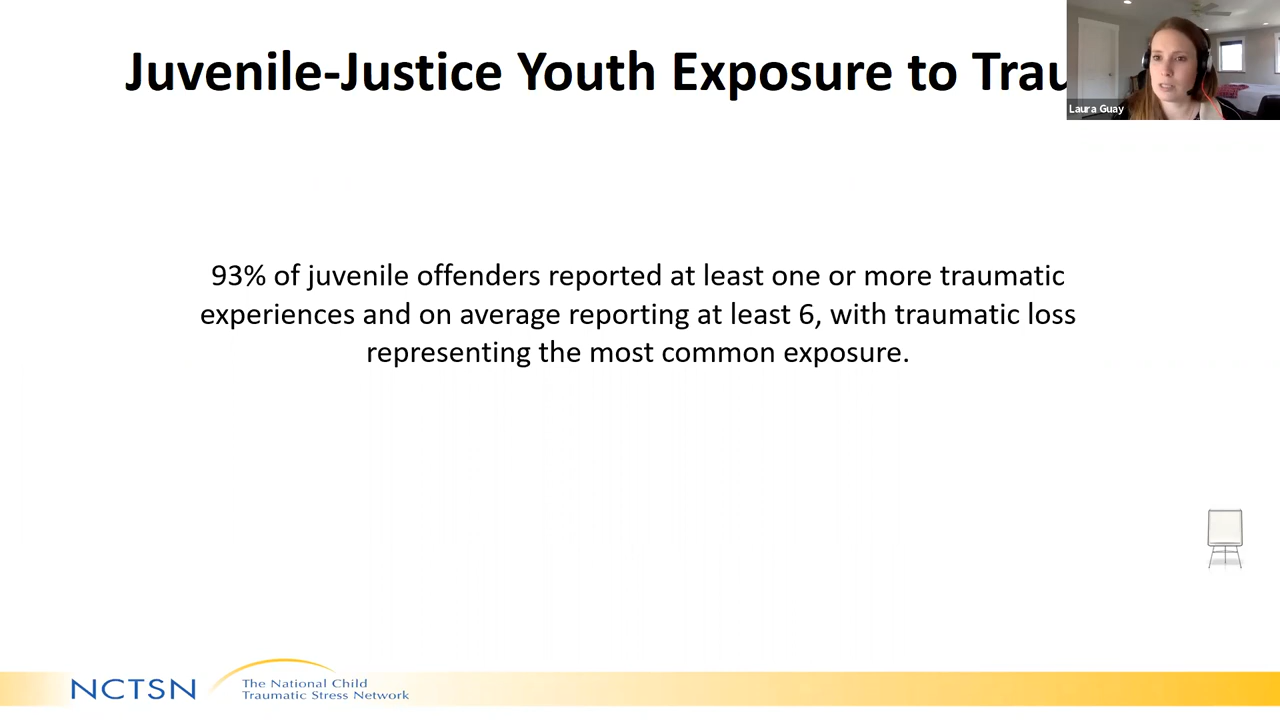 Juvenile-Justice Youth Exposure to Trau
Laura Guay
93% of juvenile offenders reported at least one or more traumatic
experiences and on average reporting at least 6, with traumatic loss
representing the most common exposure.
NCTSN
The National Child
Traumatic Stress Network